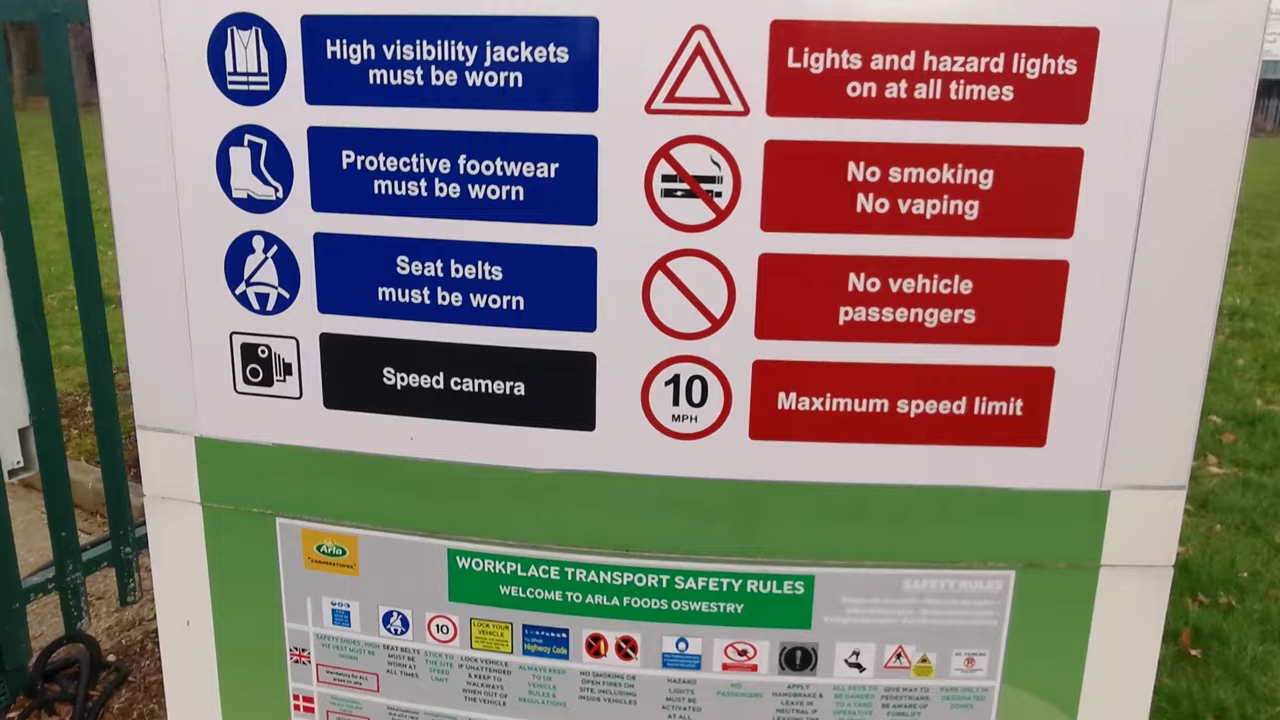 High visibility jackets
must be worn
Lights and hazard lights
on at all times
Protective footwear
must be worn
No smoking
No vaping
Seat belts
must be worn
No vehicle
passengers
Speed camera
10
MPH
Maximum speed limit
Arla
WORKPLACE TRANSPORT SAFETY RULES
WELCOME TO ARLA FOODS OSWESTRY
SAFETY RULES
10
LOCK YOUR
VEHICLE
Highway Code
SAFETY SHOES / HIGH
VIZ VEST MUST BE
WORN
Mandatory for ALL
SEAT BELTS
MUST BE
WORN AT
ALL TIMES
STICK TO
THE SITE
SPEED
LIMIT
LOCK VEHICLE
IF UNATTENDED
& KEEP TO
WALKWAYS
WHEN OUT OF
THE VEHICLE
ALWAYS KEEP
TO UK
VEHICLE
RULES &
REGULATIONS
NO SMOKING OR
OPEN FIRES ON
SITE, INCLUDING
INSIDE VEHICLES
HAZARD
LIGHTS
MUST BE
ACTIVATED
AT ALL
NO
PASSENGERS
APPLY
HANDBRAKE &
LEAVE IN
NEUTRAL IF
ALL KEYS TO
BE HANDED
TO A YARD
OPERATIVE
GIVE WAY TO
PEDESTRIANS.
BE AWARE OF
FORKLIFT
NO PARKING
PARK ONLY IN
DESIGNATED
ZONES